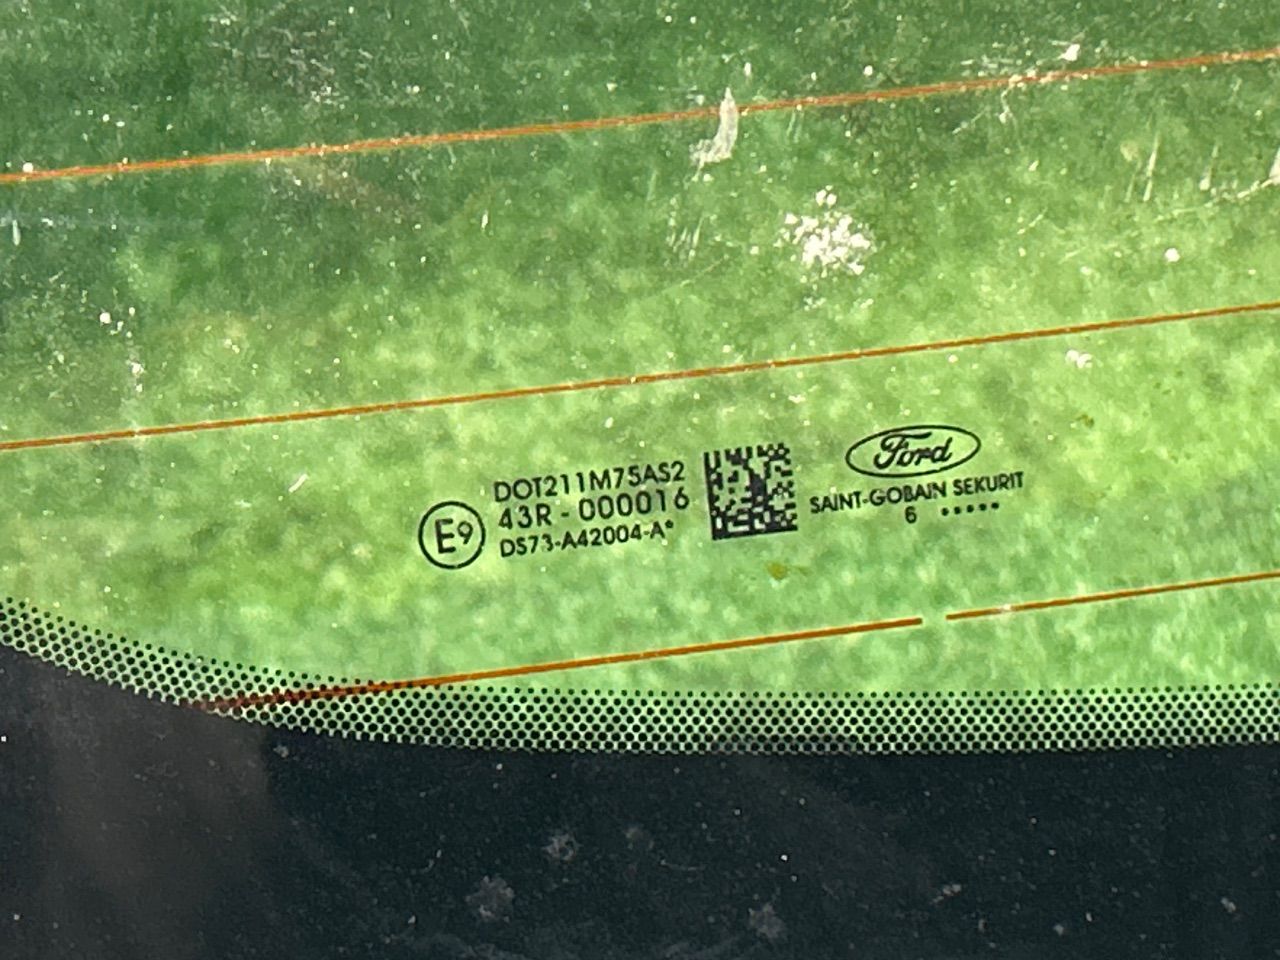 DOT211M75AS2
43R - 000016
E9
DS73-A42004-A*
Ford
SAINT-GOBAIN SEKURIT
6 •••••